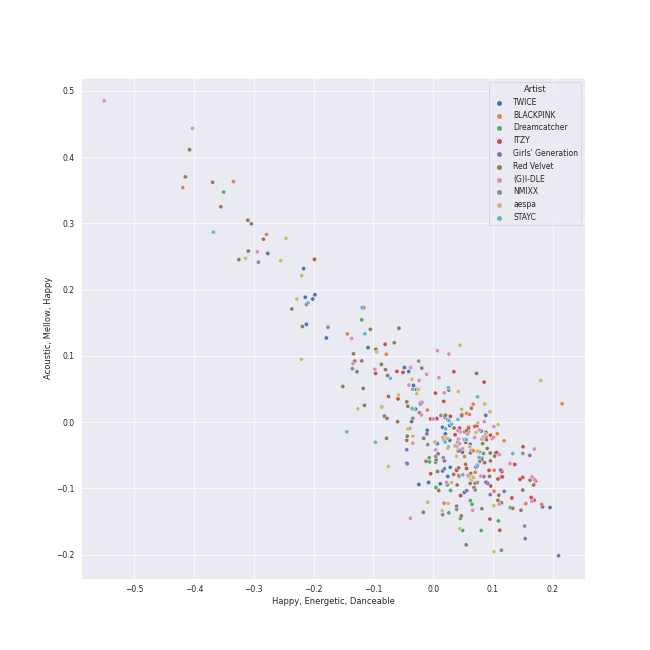 Artist
TWICE
BLACKPINK
Dreamcatcher
ITZY
Girls' Generation
Red Velvet
(G)I-DLE
NMIXX
aespa
STAYC
0.5
0.4
0.3
0.2
0.1
0.0
−0.1
−0.2
Acoustic, Mellow, Happy
−0.5 −0.4 −0.3 −0.2 −0.1 0.0 0.1 0.2
Happy, Energetic, Danceable